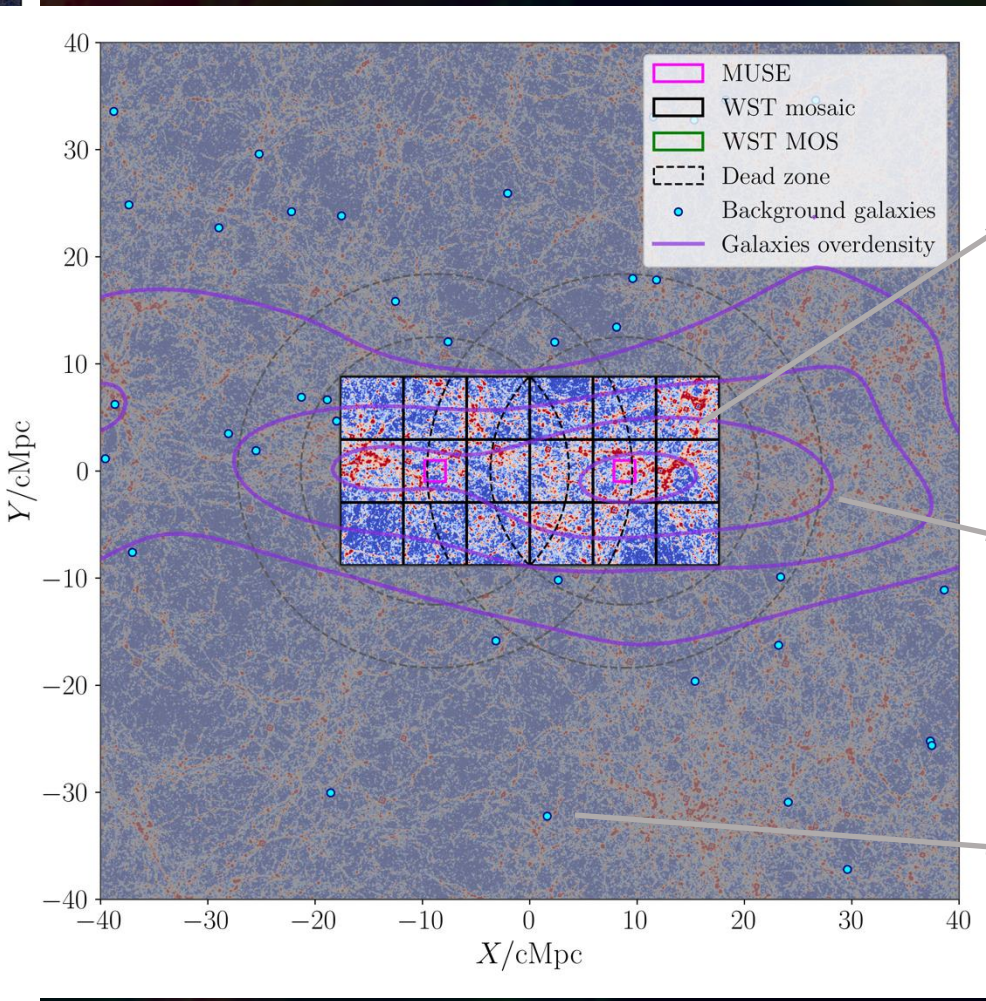 40
30
20
10
0
−10
−20
−30
−40
Y/cMpc
MUSE
WST mosaic
WST MOS
Dead zone
Background galaxies
Galaxies overdensity
−40 −30 −20 −10 0 10 20 30 40
X/cMpc